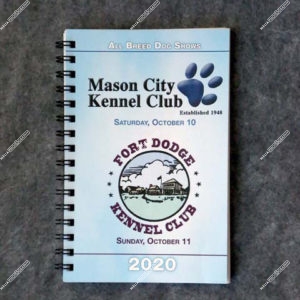 All Breed Dog Shows
Mason City
Kennel Club
Established 1948
Saturday, October 10
FORT DODGE
KENNEL CLUB
Sunday, October 11
2020